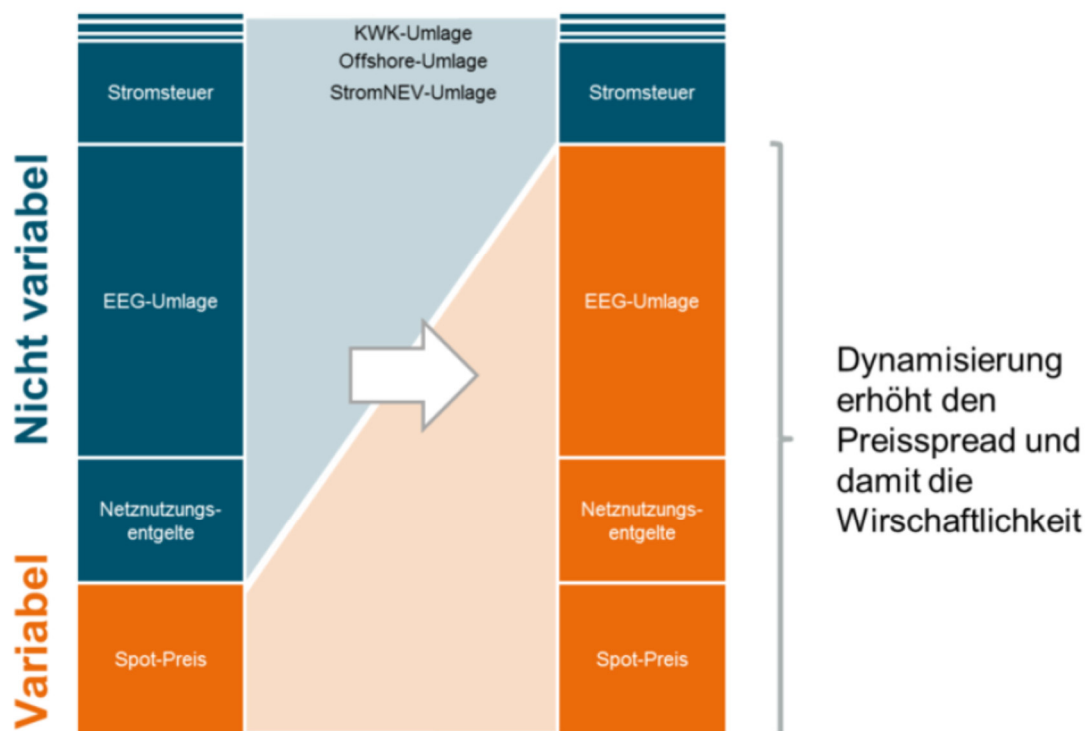 KWK-Umlage
Offshore-Umlage
StromNEV-Umlage
Stromsteuer
Stromsteuer
Nicht variabel
EEG-Umlage
EEG-Umlage
Dynamisierung
erhöht den
Preisspread und
damit die
Wirschaftlichkeit
Netznutzungs-
entgelte
Netznutzungs-
entgelte
Variabel
Spot-Preis
Spot-Preis